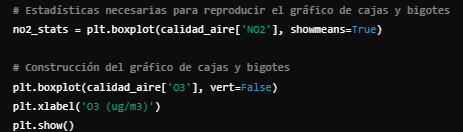 # Estadísticas necesarias para reproducir el gráfico de cajas y bigotes
no2_stats = plt.boxplot(calidad_aire['NO2'], showmeans=True)
# Construcción del gráfico de cajas y bigotes
plt.boxplot(calidad_aire['O3'], vert=False)
plt.xlabel('O3 (ug/m3)')
plt.show()